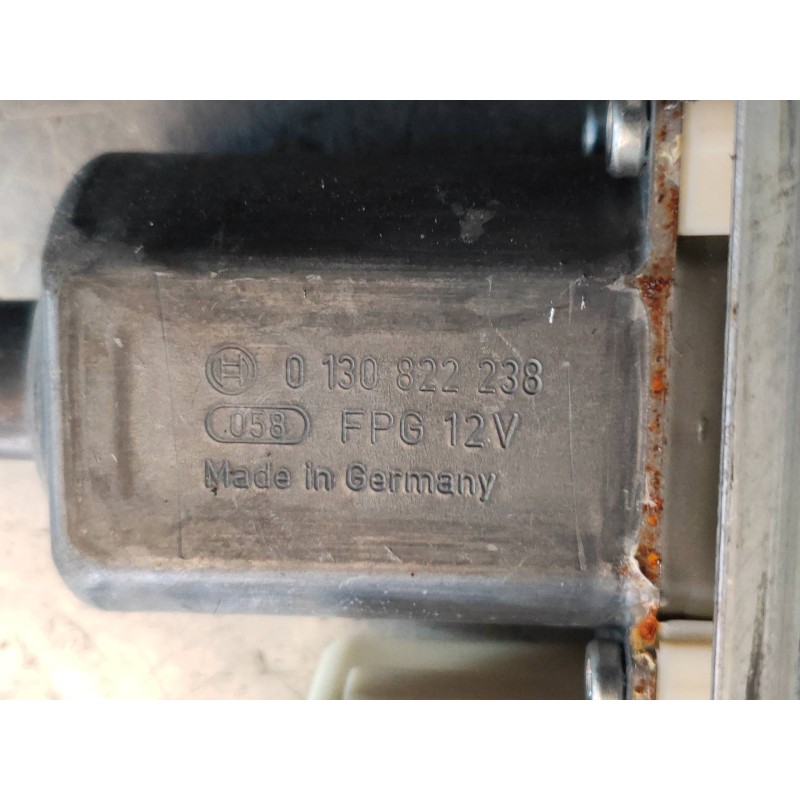 0 130 822 238
.058 FPG 12V
Made in Germany